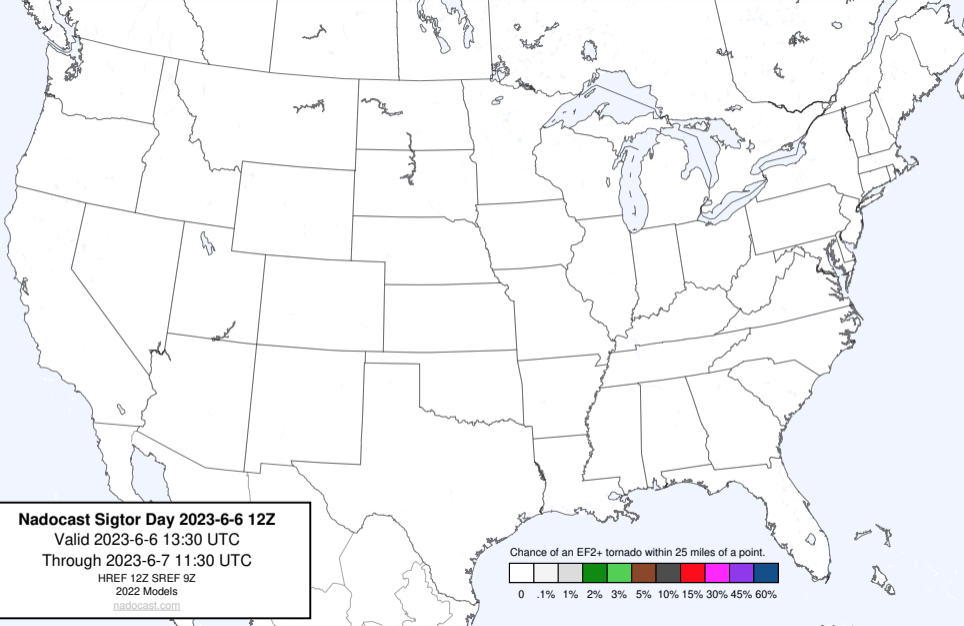 Nadocast Sigtor Day 2023-6-6 12Z
Valid 2023-6-6 13:30 UTC
Through 2023-6-7 11:30 UTC
HREF 12Z SREF 9Z
2022 Models
nadocast.com
Chance of an EF2+ tornado within 25 miles of a point.
0 .1% 1% 2% 3% 5% 10% 15% 30% 45% 60%